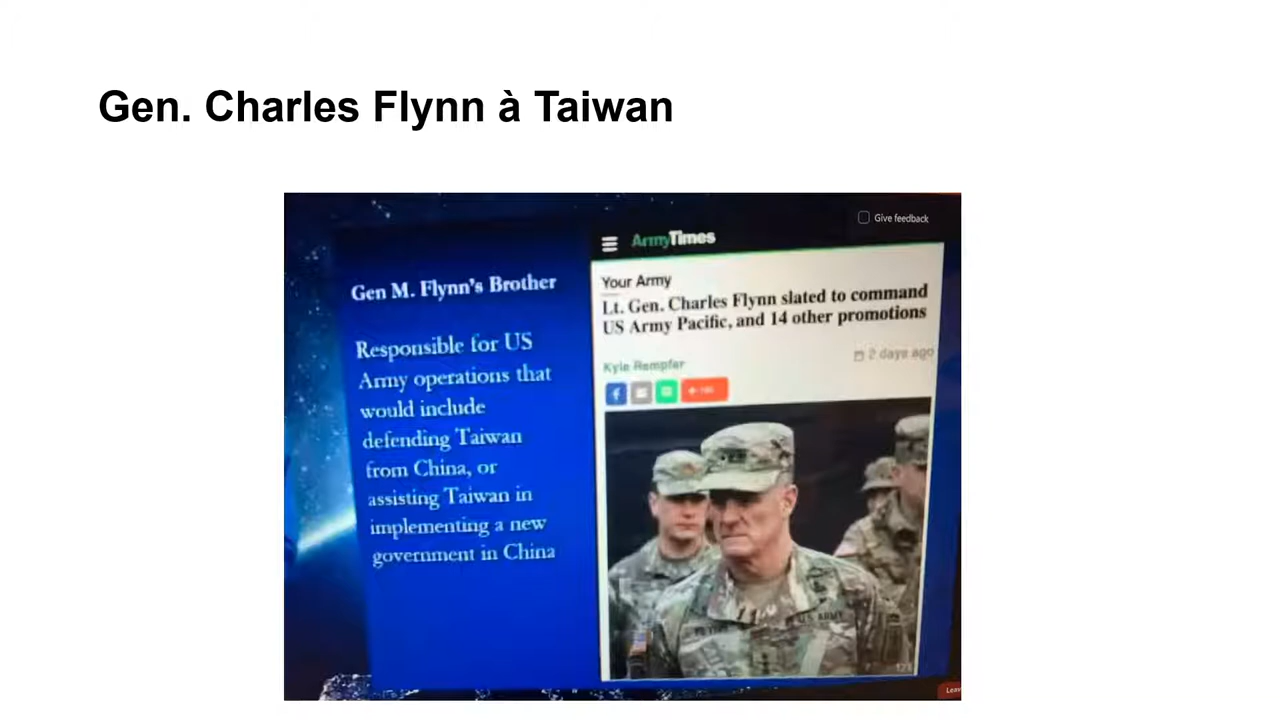 Gen. Charles Flynn à Taiwan
Give feedback
ArmyTimes
Gen M. Flynn's Brother
Your Army
Lt. Gen. Charles Flynn slated to command
US Army Pacific, and 14 other promotions
Kyle Rempfer
2 days ago
Responsible for US
Army operations that
would include
defending Taiwan
from China, or
assisting Taiwan in
implementing a new
government in China
U.S. ARMY
Leav